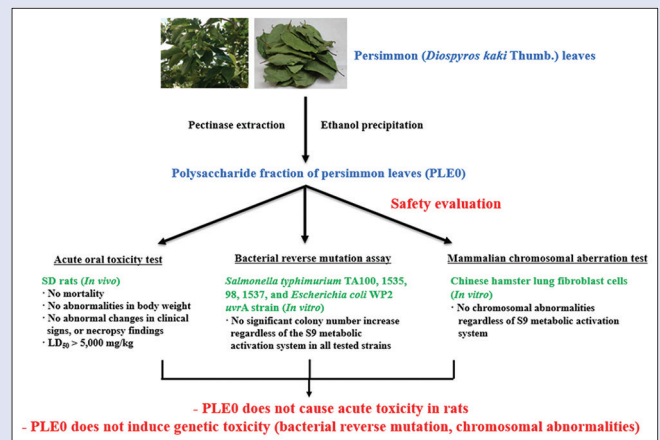 Persimmon (Diospyros kaki Thumb.) leaves
Pectinase extraction
Ethanol precipitation
Polysaccharide fraction of persimmon leaves (PLE0)
Safety evaluation
Acute oral toxicity test
SD rats (In vivo)
· No mortality
· No abnormalities in body weight
· No abnormal changes in clinical
signs, or necropsy findings
· LD50 > 5,000 mg/kg
Bacterial reverse mutation assay
Salmonella typhimurium TA100, 1535,
98, 1537, and Escherichia coli WP2
uvrA strain (In vitro)
· No significant colony number increase
regardless of the S9 metabolic
activation system in all tested strains
Mammalian chromosomal aberration test
Chinese hamster lung fibroblast cells
(In vitro)
· No chromosomal abnormalities
regardless of S9 metabolic activation
system
- PLE0 does not cause acute toxicity in rats
- PLE0 does not induce genetic toxicity (bacterial reverse mutation, chromosomal abnormalities)